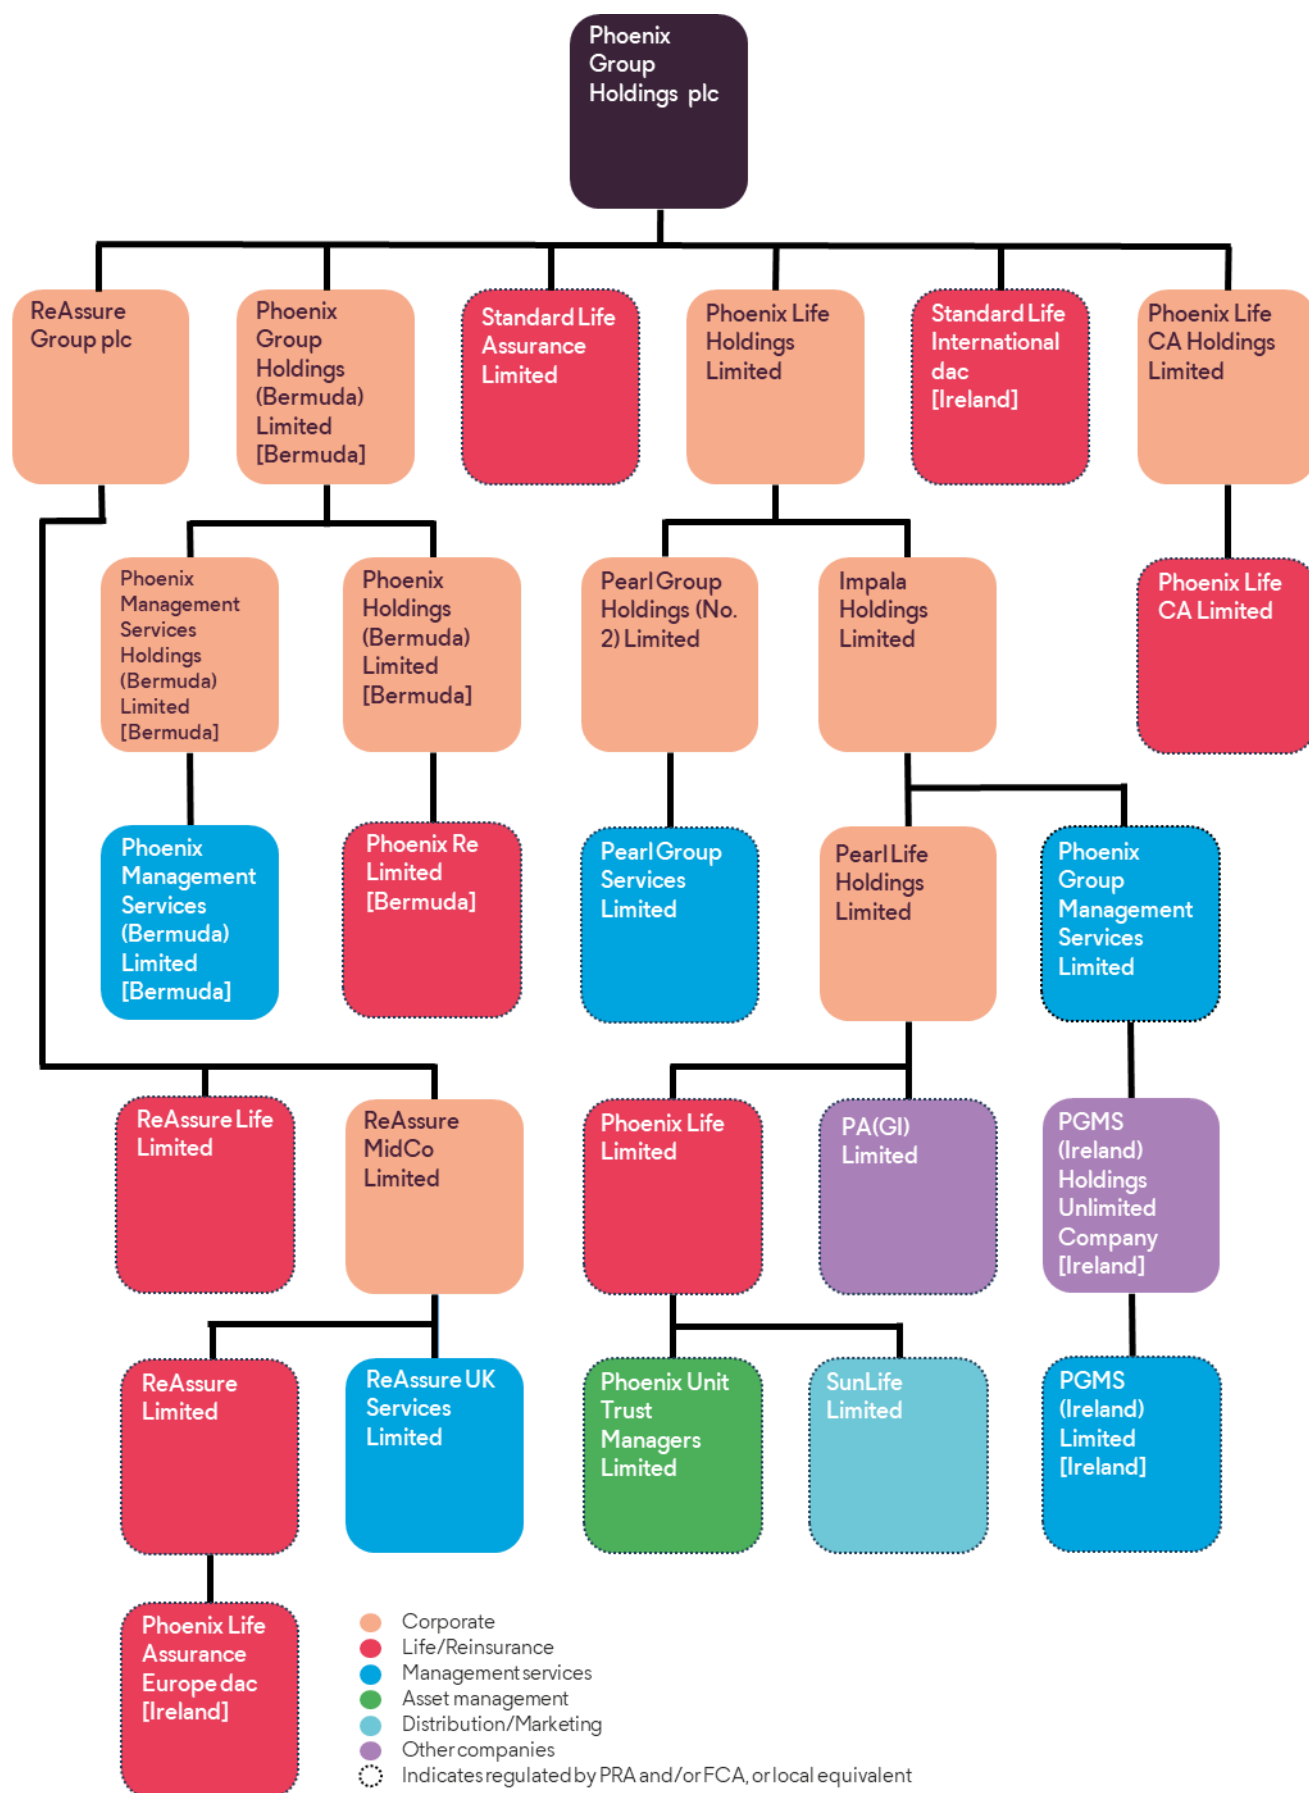 Phoenix
Group
Holdings plc
ReAssure
Group plc
Phoenix
Group
Holdings
(Bermuda)
Limited
[Bermuda]
Standard Life
Assurance
Limited
Phoenix Life
Holdings
Limited
Standard Life
International
dac
[Ireland]
Phoenix Life
CA Holdings
Limited
Phoenix
Management
Services
Holdings
(Bermuda)
Limited
[Bermuda]
Phoenix
Holdings
(Bermuda)
Limited
[Bermuda]
Pearl Group
Holdings (No.
2) Limited
Impala
Holdings
Limited
Phoenix Life
CA Limited
Phoenix
Management
Services
(Bermuda)
Limited
[Bermuda]
Phoenix Re
Limited
[Bermuda]
Pearl Group
Services
Limited
Pearl Life
Holdings
Limited
Phoenix
Group
Management
Services
Limited
ReAssure Life
Limited
ReAssure
MidCo
Limited
Phoenix Life
Limited
PA(GI)
Limited
PGMS
(Ireland)
Holdings
Unlimited
Company
[Ireland]
ReAssure
Limited
ReAssure UK
Services
Limited
Phoenix Unit
Trust
Managers
Limited
SunLife
Limited
PGMS
(Ireland)
Limited
[Ireland]
Phoenix Life
Assurance
Europe dac
[Ireland]
Corporate
Life/Reinsurance
Management services
Asset management
Distribution/Marketing
Other companies
Indicates regulated by PRA and/or FCA, or local equivalent